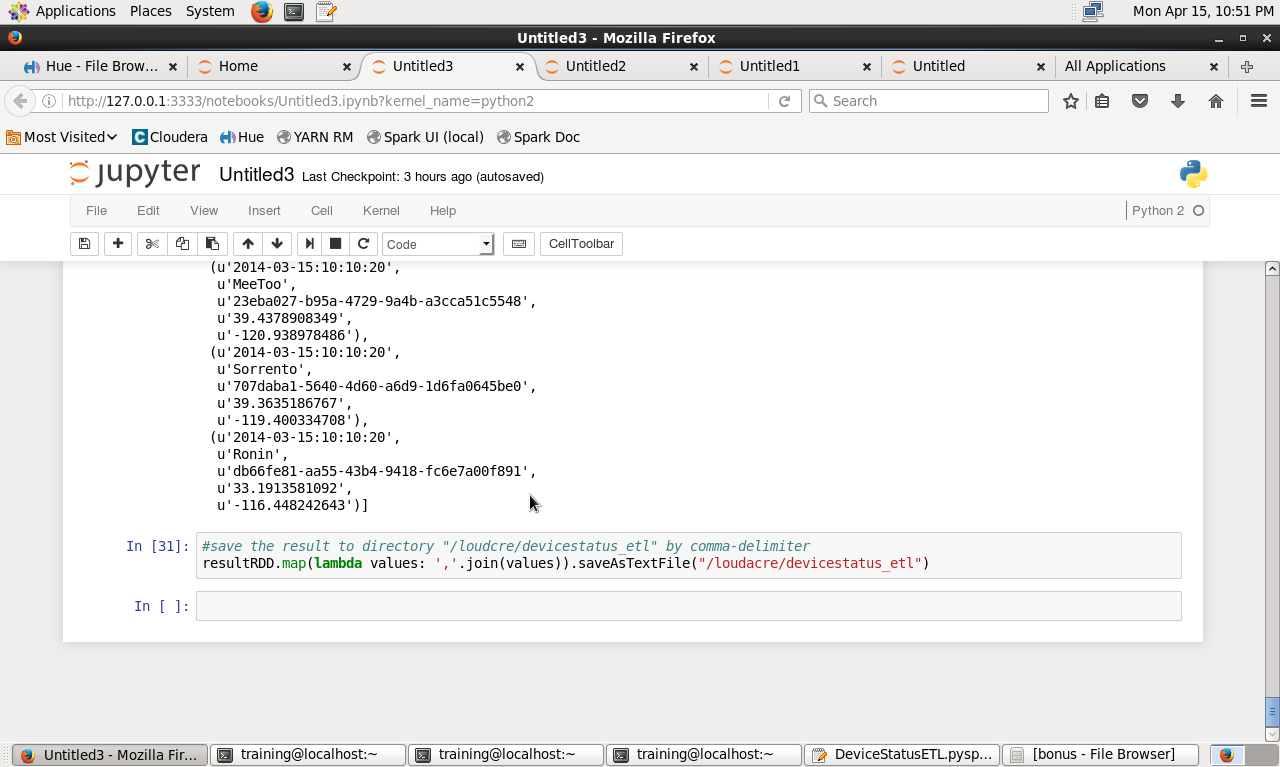 Applications Places System Mon Apr 15, 10:51 PM
Untitled3 - Mozilla Firefox
Hue - File Brow... Home Untitled3 Untitled2 Untitled1 Untitled All Applications
http://127.0.0.1:3333/notebooks/Untitled3.ipynb?kernel_name=python2 Search
Most Visited Cloudera Hue YARN RM Spark UI (local) Spark Doc
jupyter Untitled3 Last Checkpoint: 3 hours ago (autosaved)
File Edit View Insert Cell Kernel Help Python 2
Code CellToolbar
(u'2014-03-15:10:10:20',
u'MeeToo',
u'23eba027-b95a-4729-9a4b-a3cca51c5548',
u'39.4378908349',
u'-120.938978486'),
(u'2014-03-15:10:10:20',
u'Sorrento',
u'707daba1-5640-4d60-a6d9-1d6fa0645be0',
u'39.3635186767',
u'-119.400334708'),
(u'2014-03-15:10:10:20',
u'Ronin',
u'db66fe81-aa55-43b4-9418-fc6e7a00f891',
u'33.1913581092',
u'-116.448242643')]
In [31]: #save the result to directory "/loudcre/devicestatus_etl" by comma-delimiter
resultRDD.map(lambda values: ','.join(values)).saveAsTextFile("/loudacre/devicestatus_etl")
In [ ]:
Untitled3 - Mozilla Fir... training@localhost:~ training@localhost:~ training@localhost:~ DeviceStatusETL.pysp... [bonus - File Browser]